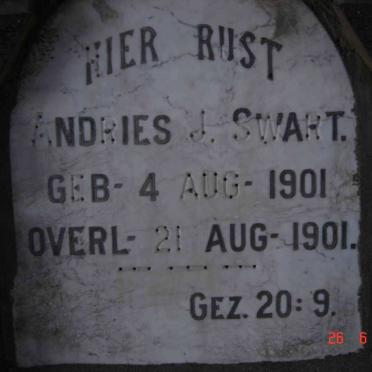 HIER RUST
ANDRIES J. SWART.
GEB- 4 AUG- 1901
OVERL- 21 AUG- 1901.
GEZ. 20: 9.
26 6